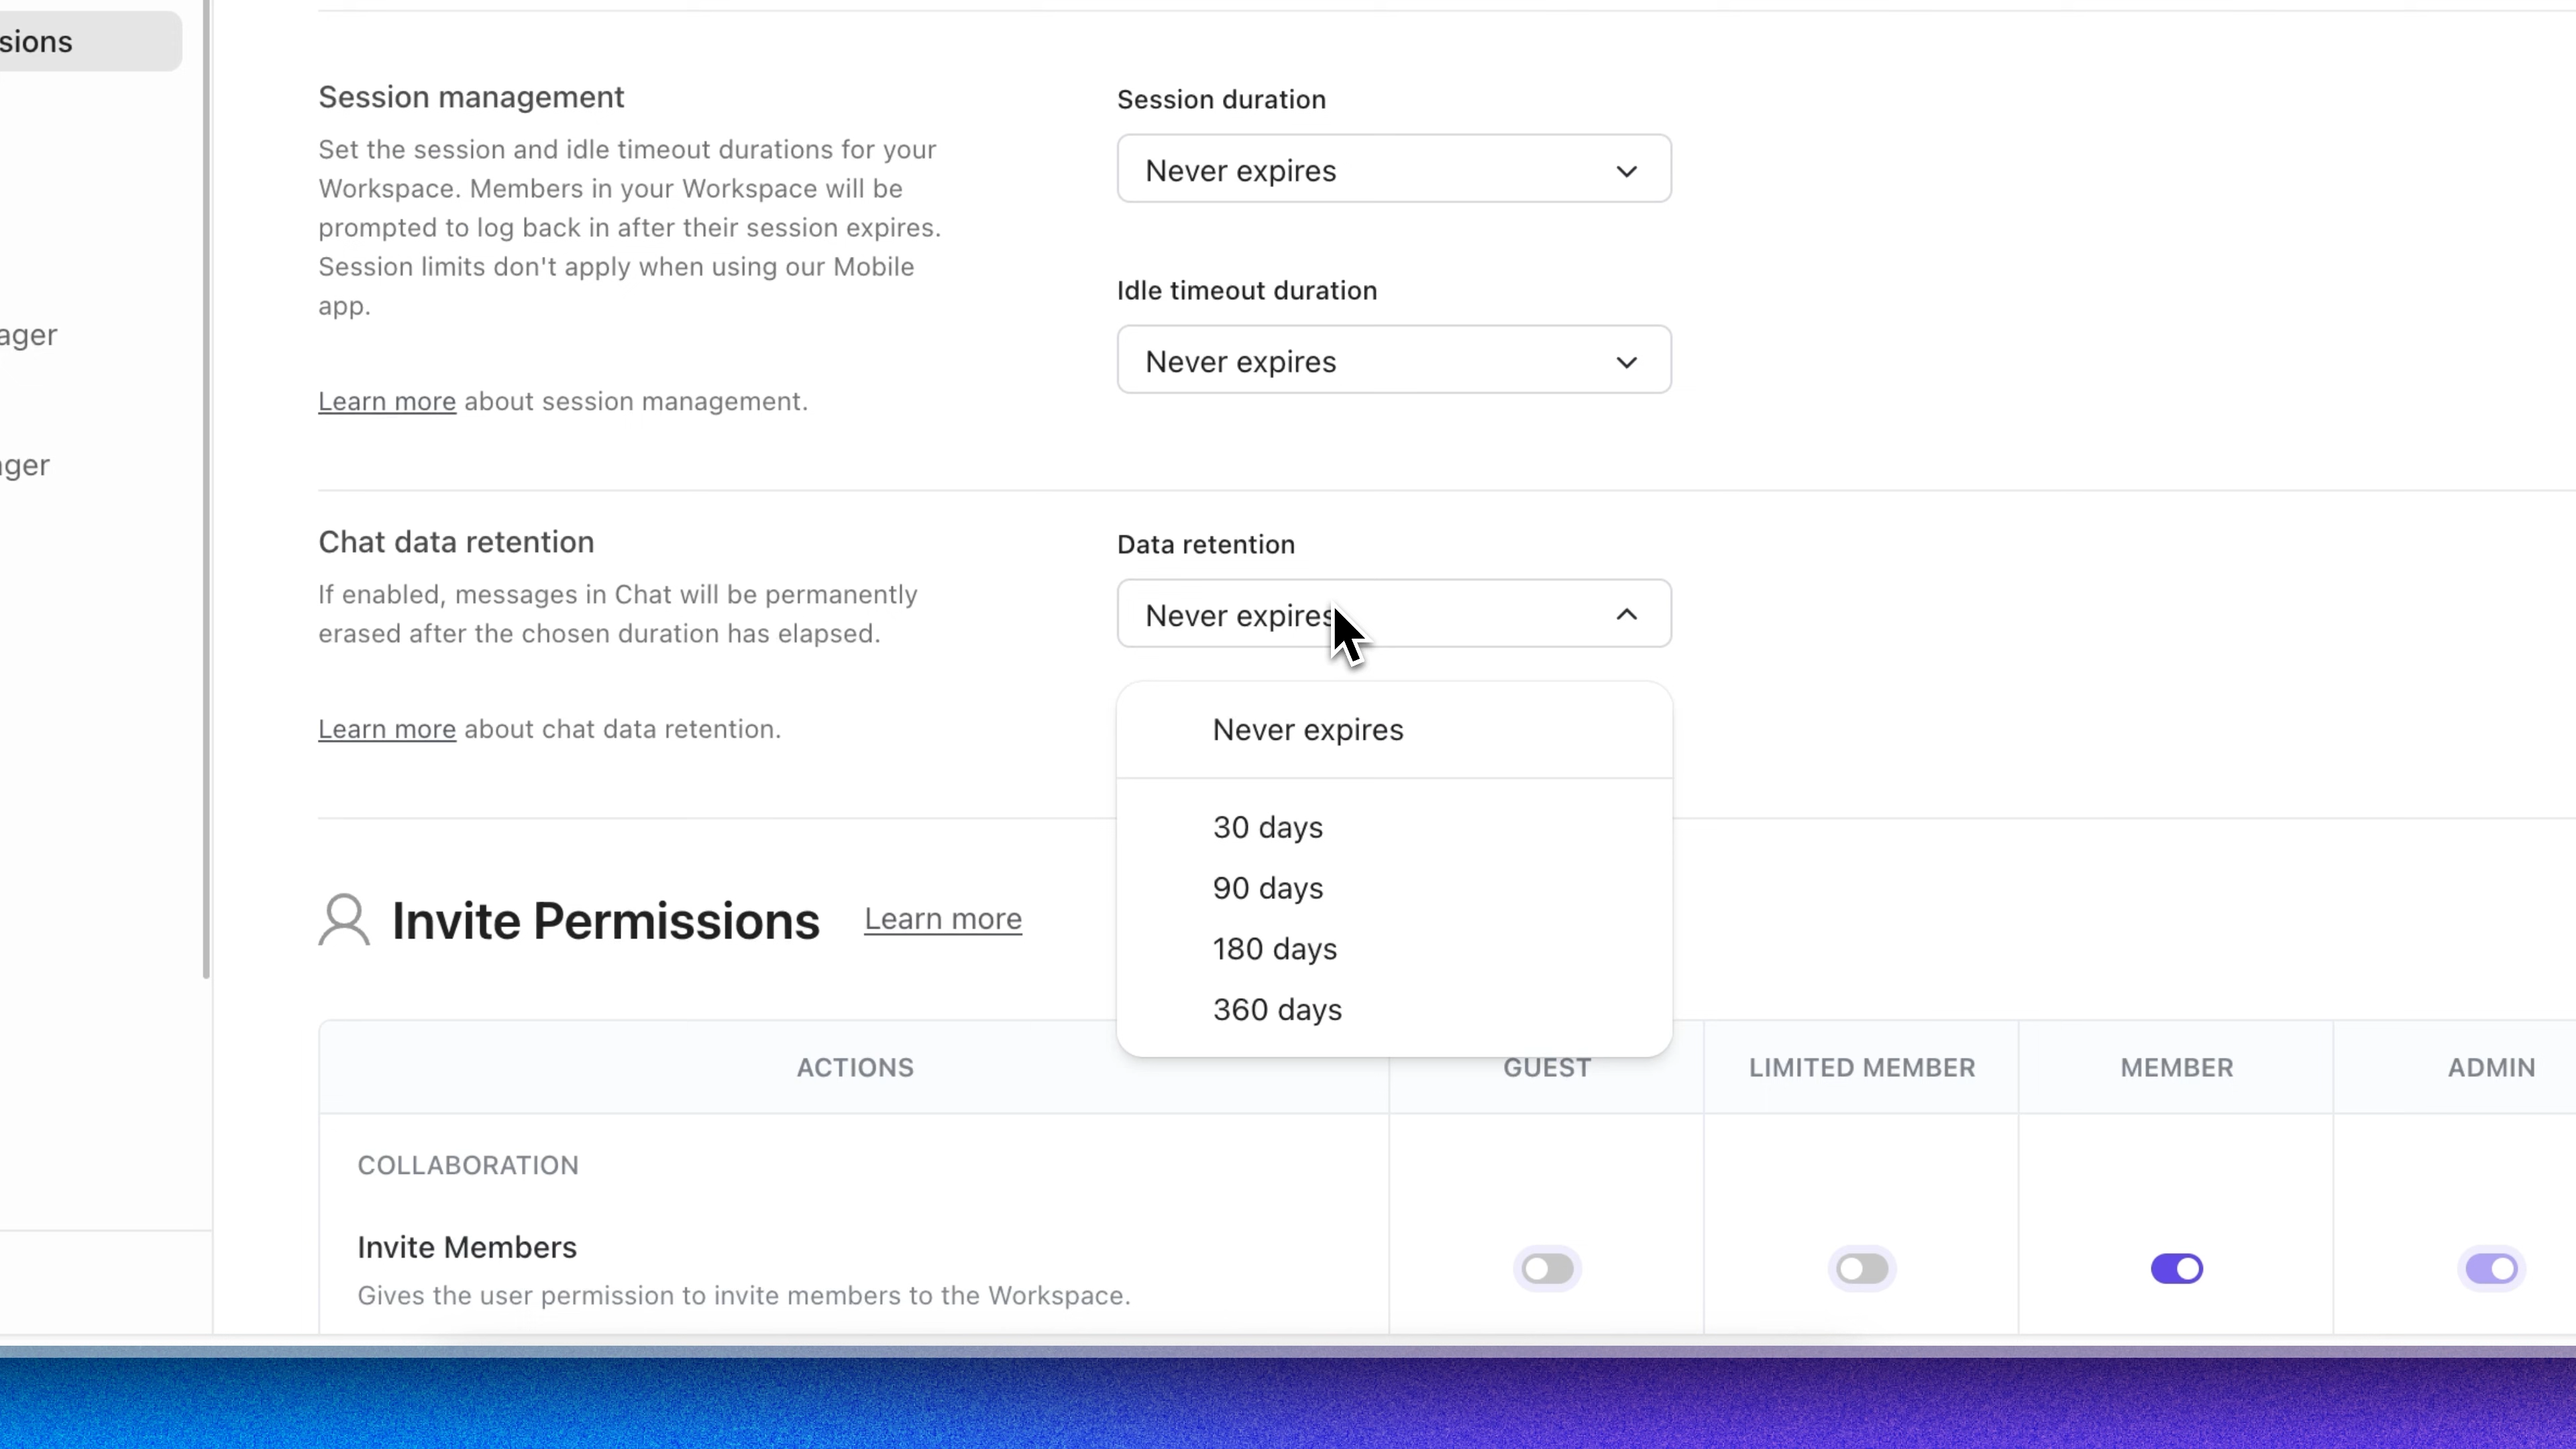 sions
ager
ger
Session management
Set the session and idle timeout durations for your
Workspace. Members in your Workspace will be
prompted to log back in after their session expires.
Session limits don't apply when using our Mobile
app.
Learn more about session management.
Session duration
Never expires
Idle timeout duration
Never expires
Chat data retention
If enabled, messages in Chat will be permanently
erased after the chosen duration has elapsed.
Learn more about chat data retention.
Data retention
Never expires
Never expires
30 days
90 days
180 days
360 days
Invite Permissions Learn more
ACTIONS GUEST LIMITED MEMBER MEMBER ADMIN
COLLABORATION
Invite Members
Gives the user permission to invite members to the Workspace.